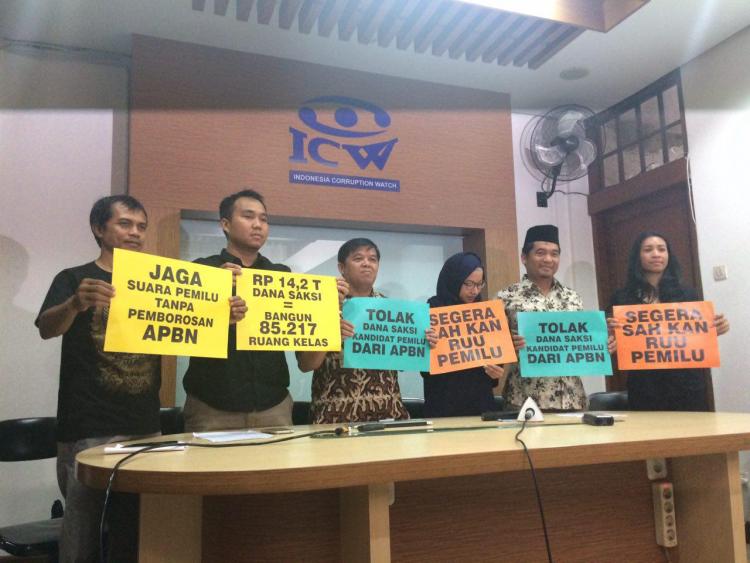 ICW
INDONESIA CORRUPTION WATCH
JAGA
SUARA PEMILU
TANPA
PEMBOROSAN
APBN
RP 14,2 T
DANA SAKSI
=
BANGUN
85.217
RUANG KELAS
TOLAK
DANA SAKSI
KANDIDAT PEMILU
DARI APBN
SEGERA
SAH KAN
RUU
PEMILU
TOLAK
DANA SAKSI
KANDIDAT PEMILU
DARI APBN
SEGERA
SAH KAN
RUU
PEMILU